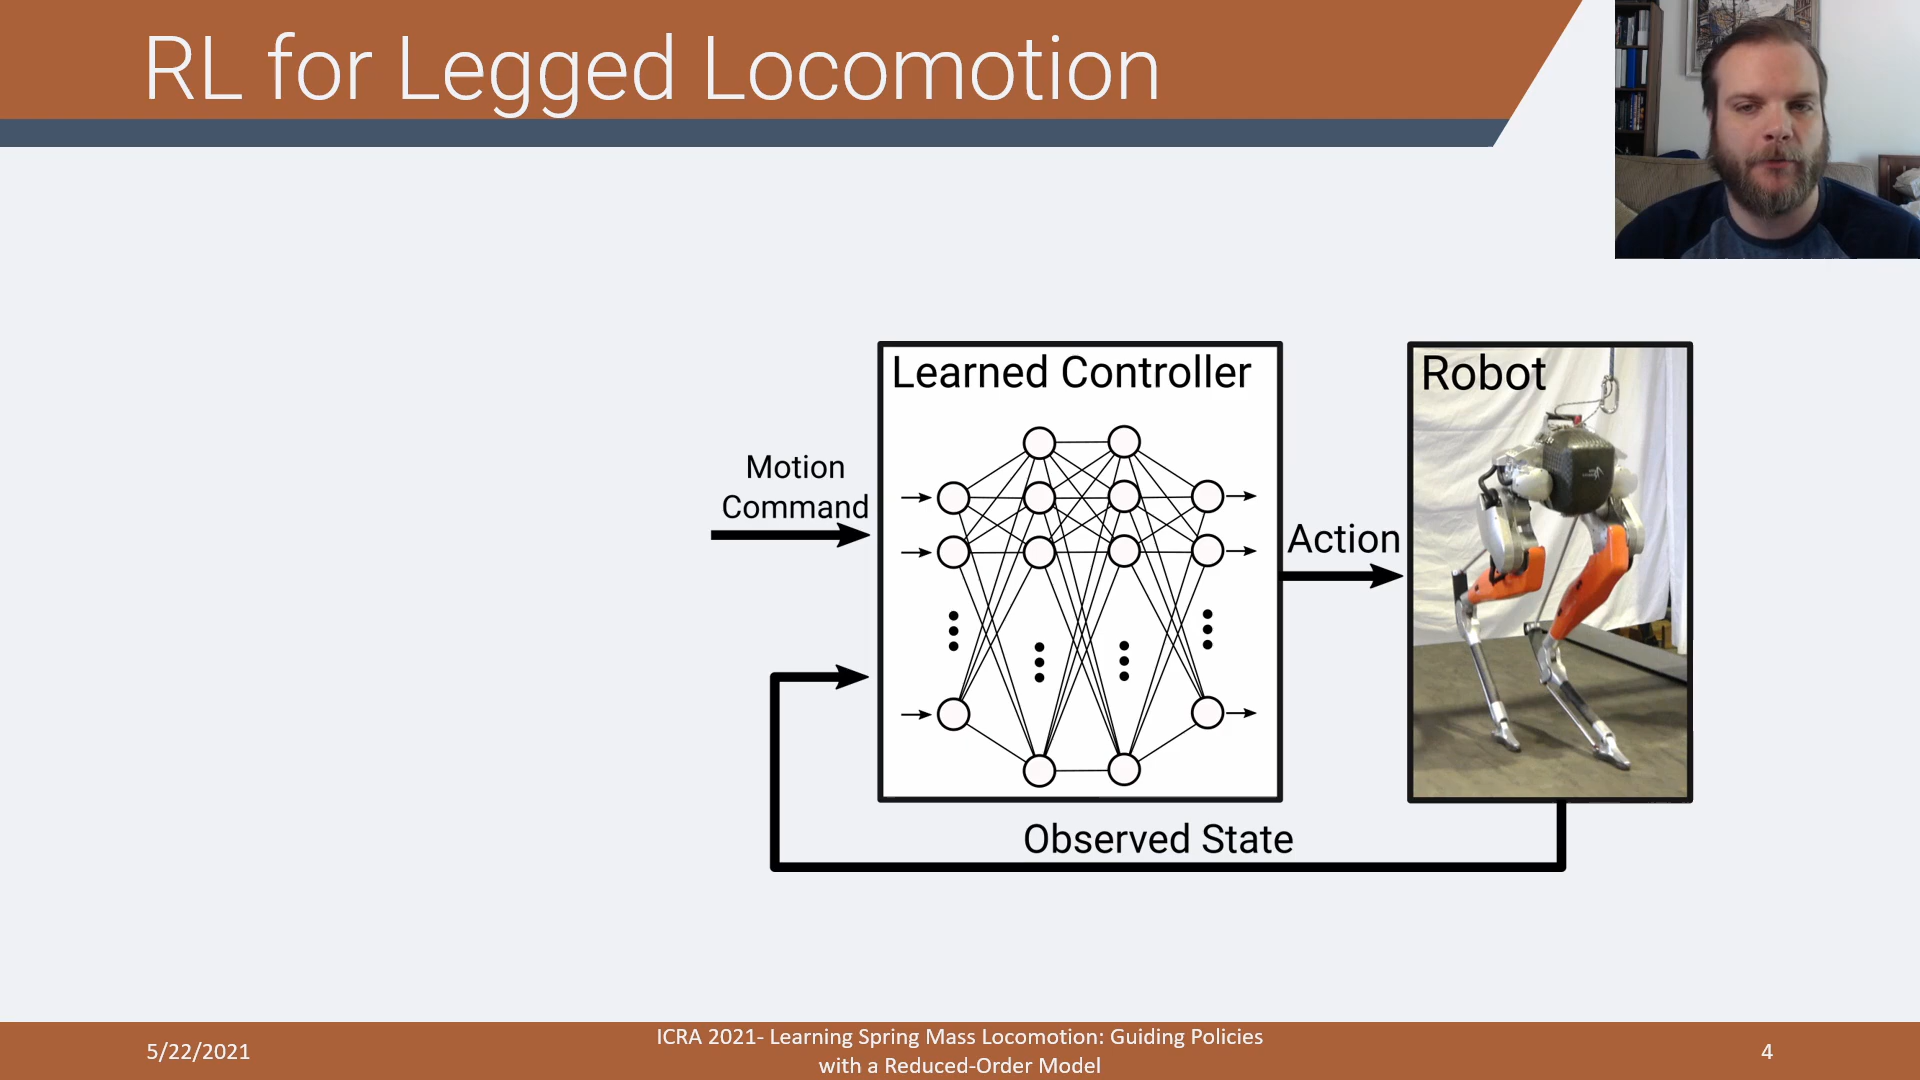 RL for Legged Locomotion
Learned Controller
Robot
Motion
Command
Action
Observed State
5/22/2021
ICRA 2021- Learning Spring Mass Locomotion: Guiding Policies
with a Reduced-Order Model
4